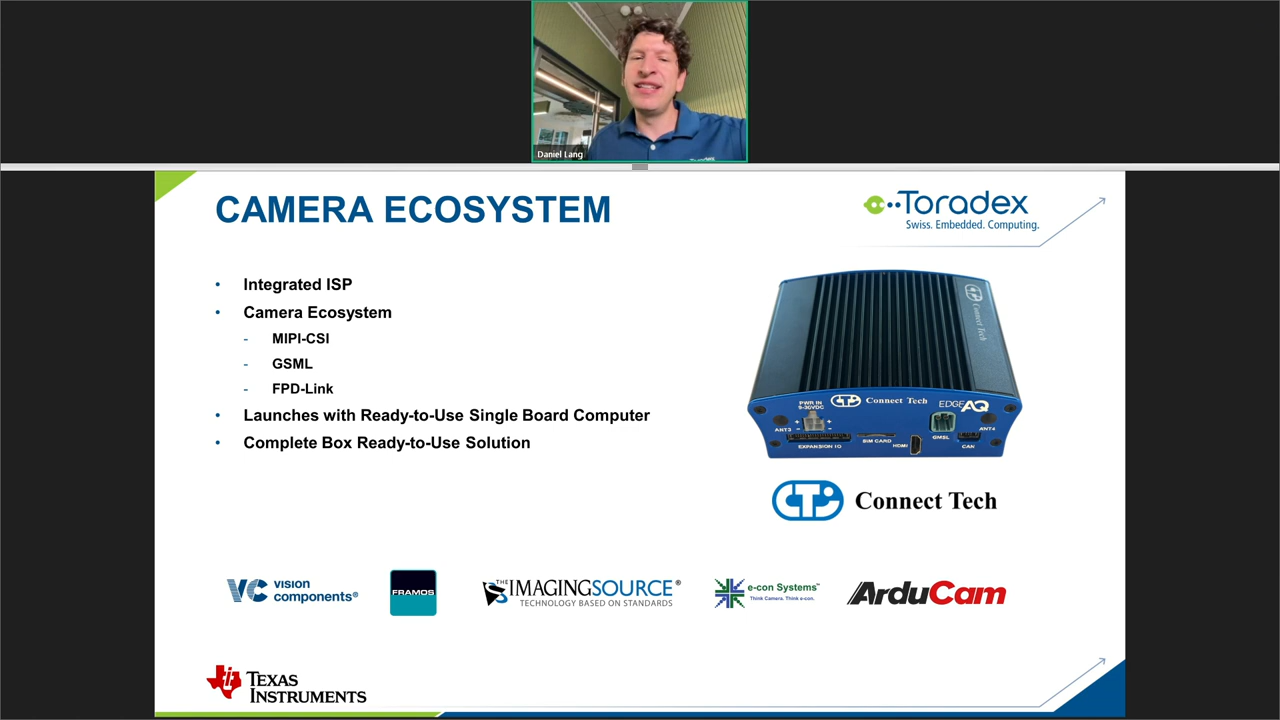 Daniel Lang
CAMERA ECOSYSTEM
Toradex
Swiss. Embedded. Computing.
• Integrated ISP
• Camera Ecosystem
- MIPI-CSI
- GSML
- FPD-Link
• Launches with Ready-to-Use Single Board Computer
• Complete Box Ready-to-Use Solution
Connect Tech
PWR IN
9-30VDC
Connect Tech
EDGE AQ
ANT3
+ +
- -
EXPANSION IO
SIM CARD
HDMI
GMSL
ANT4
CAN
Connect Tech
VC vision
components®
FRAMOS
THE IMAGINGSOURCE®
TECHNOLOGY BASED ON STANDARDS
e-con Systems™
Think Camera. Think e-con.
ArduCam
TEXAS
INSTRUMENTS